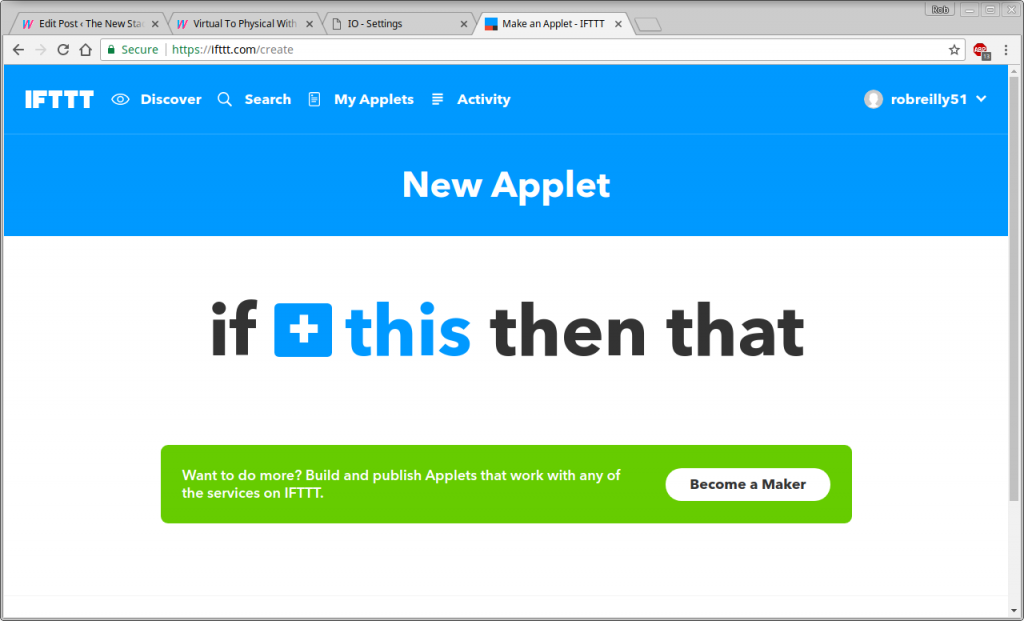 Rob
Edit Post ‹ The New Sta
Virtual To Physical With
IO - Settings
Make an Applet - IFTTT
Secure https://ifttt.com/create
IFTTT Discover Search My Applets Activity robreilly51
New Applet
if this then that
Want to do more? Build and publish Applets that work with any of
the services on IFTTT.
Become a Maker